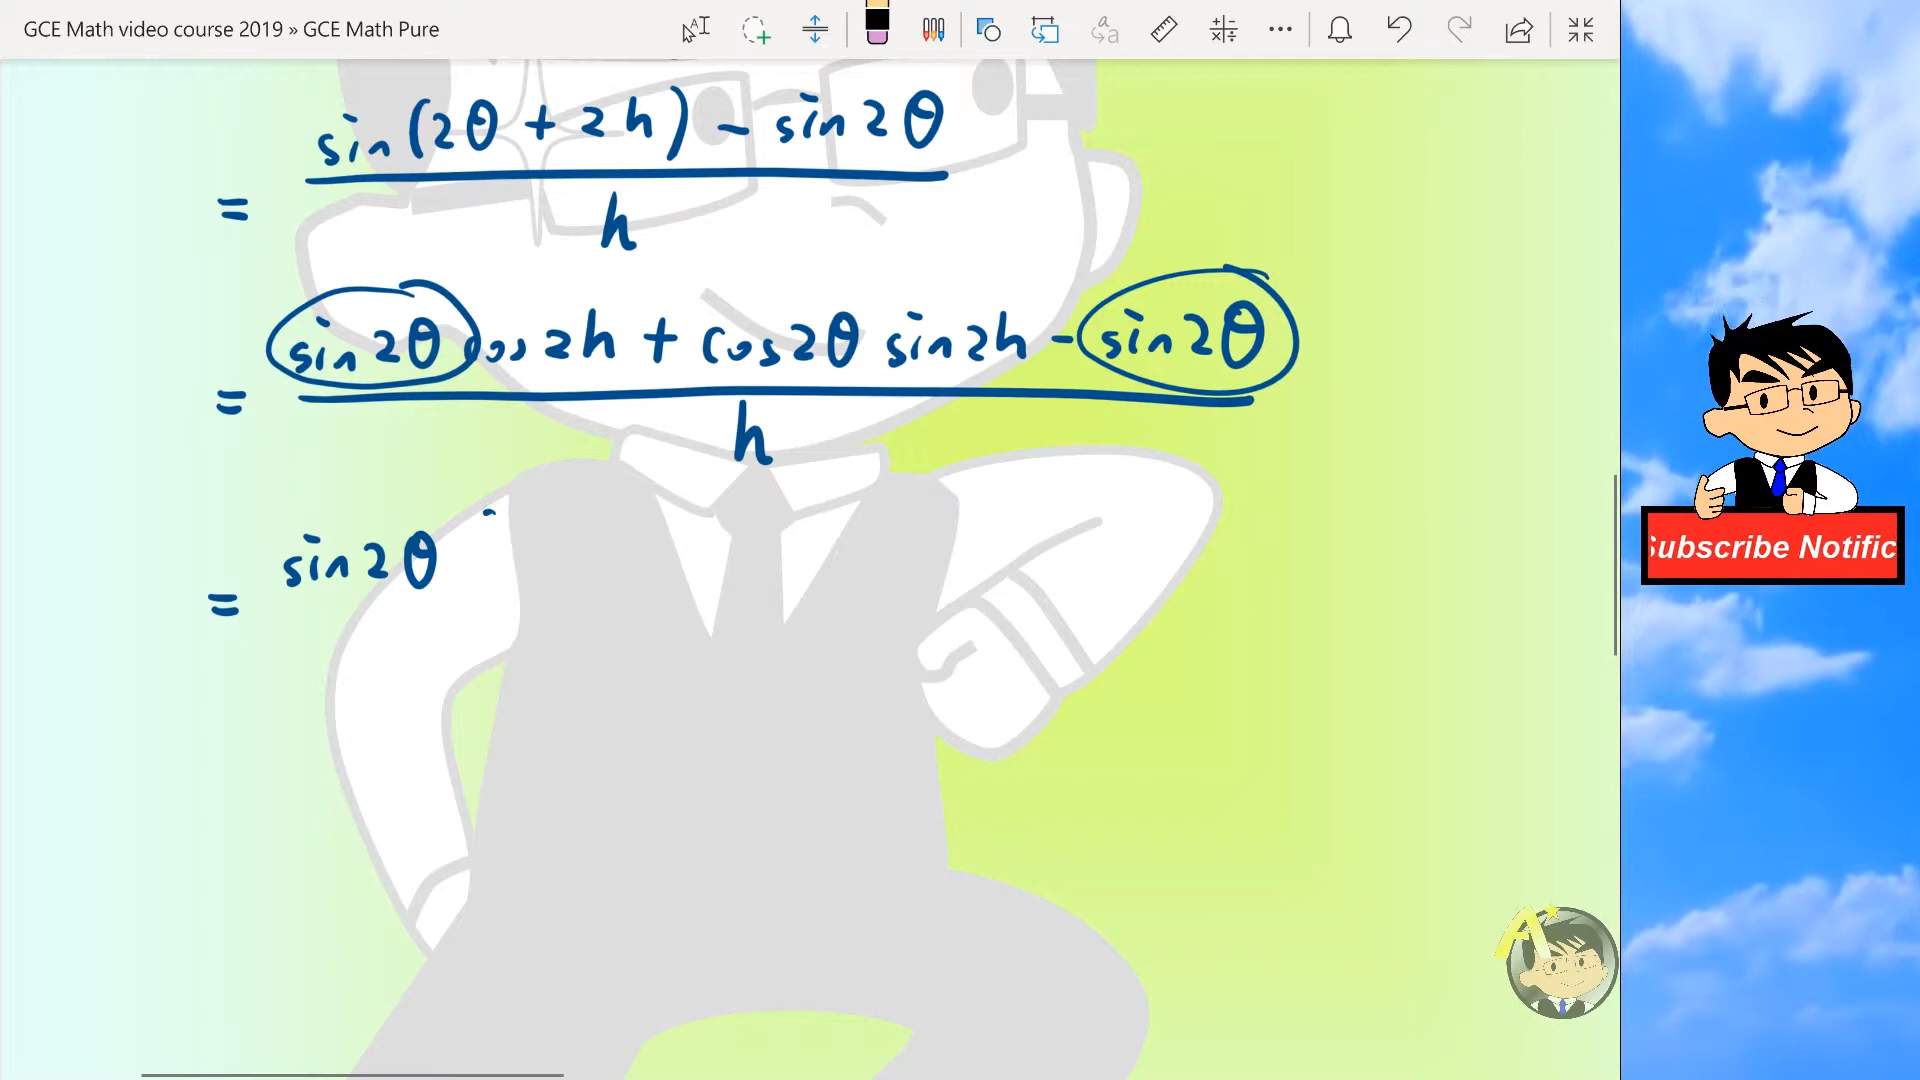 GCE Math video course 2019 » GCE Math Pure
= sin(2θ + 2h) - sin2θ
h
= sin2θ cos2h + cos2θ sin2h - sin2θ
h
= sin2θ
ubscribe Notific
A